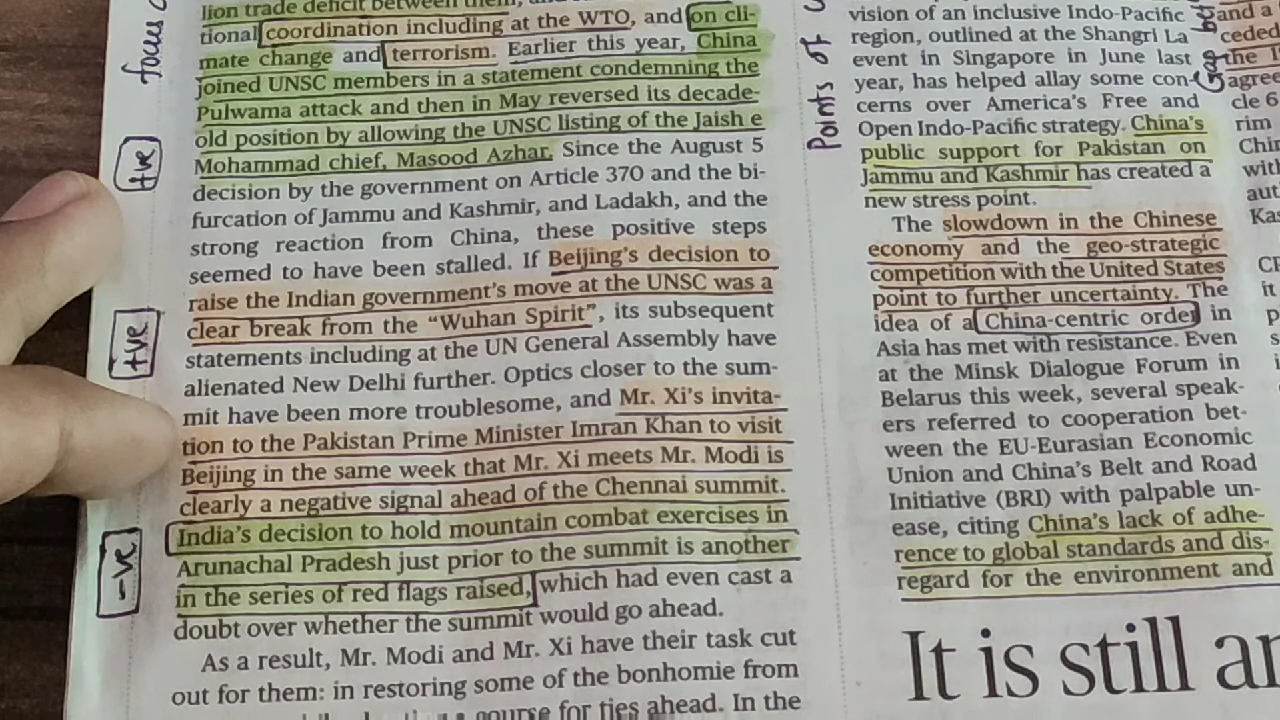 lion trade deficit between them, and
tional coordination including at the WTO, and on cli-
mate change and terrorism. Earlier this year, China
joined UNSC members in a statement condemning the
Pulwama attack and then in May reversed its decade-
old position by allowing the UNSC listing of the Jaish e
Mohammad chief, Masood Azhar. Since the August 5
decision by the government on Article 370 and the bi-
furcation of Jammu and Kashmir, and Ladakh, and the
strong reaction from China, these positive steps
seemed to have been stalled. If Beijing's decision to
raise the Indian government's move at the UNSC was a
clear break from the “Wuhan Spirit”, its subsequent
statements including at the UN General Assembly have
alienated New Delhi further. Optics closer to the sum-
mit have been more troublesome, and Mr. Xi's invita-
tion to the Pakistan Prime Minister Imran Khan to visit
Beijing in the same week that Mr. Xi meets Mr. Modi is
clearly a negative signal ahead of the Chennai summit.
India's decision to hold mountain combat exercises in
Arunachal Pradesh just prior to the summit is another
in the series of red flags raised, which had even cast a
doubt over whether the summit would go ahead.
As a result, Mr. Modi and Mr. Xi have their task cut
out for them: in restoring some of the bonhomie from
course for ties ahead. In the
focus
+ve
+ve
-ve
Points of
vision of an inclusive Indo-Pacific
region, outlined at the Shangri La
event in Singapore in June last
year, has helped allay some con-
cerns over America's Free and
Open Indo-Pacific strategy. China's
public support for Pakistan on
Jammu and Kashmir has created a
new stress point.
The slowdown in the Chinese
economy and the geo-strategic
competition with the United States
point to further uncertainty. The
idea of a China-centric order in
Asia has met with resistance. Even
at the Minsk Dialogue Forum in
Belarus this week, several speak-
ers referred to cooperation bet-
ween the EU-Eurasian Economic
Union and China's Belt and Road
Initiative (BRI) with palpable un-
ease, citing China's lack of adhe-
rence to global standards and dis-
regard for the environment and
It is still
and a
ceded
the
agree
cle 6
rim